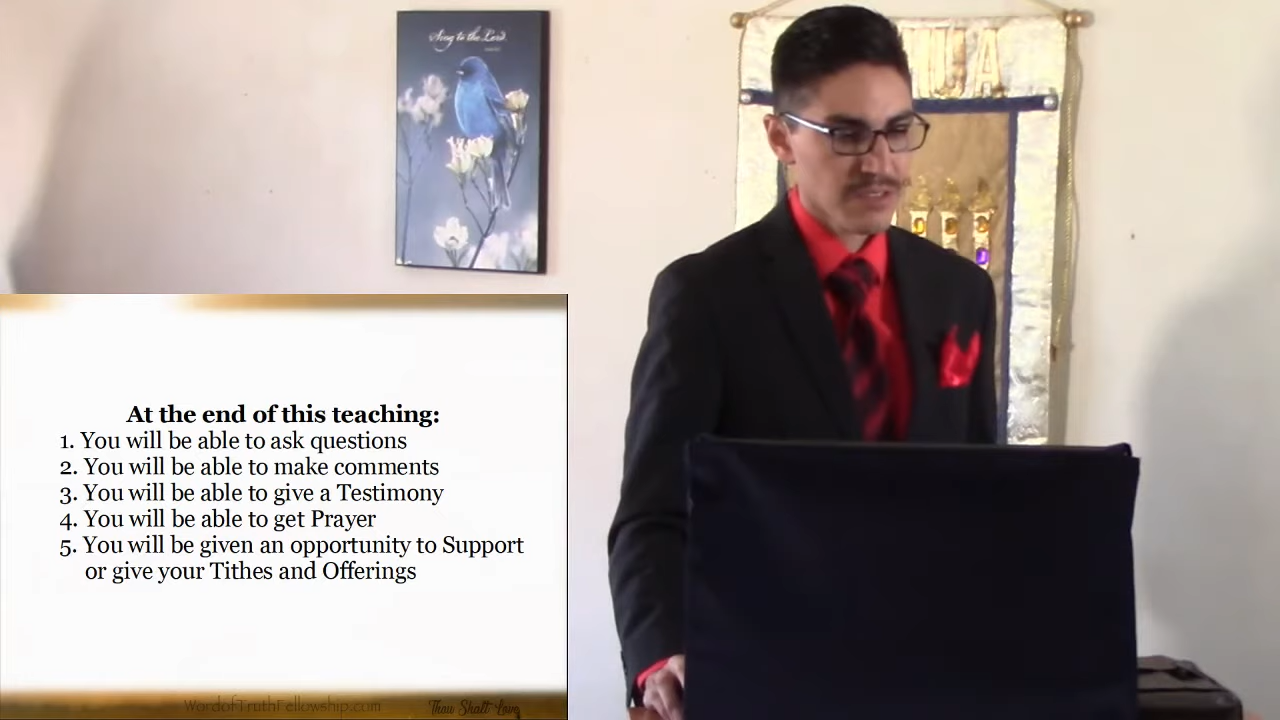 Sing to the Lord
HUA
At the end of this teaching:
1. You will be able to ask questions
2. You will be able to make comments
3. You will be able to give a Testimony
4. You will be able to get Prayer
5. You will be given an opportunity to Support
or give your Tithes and Offerings
WordofTruthFellowship.com
Thou Shalt Love